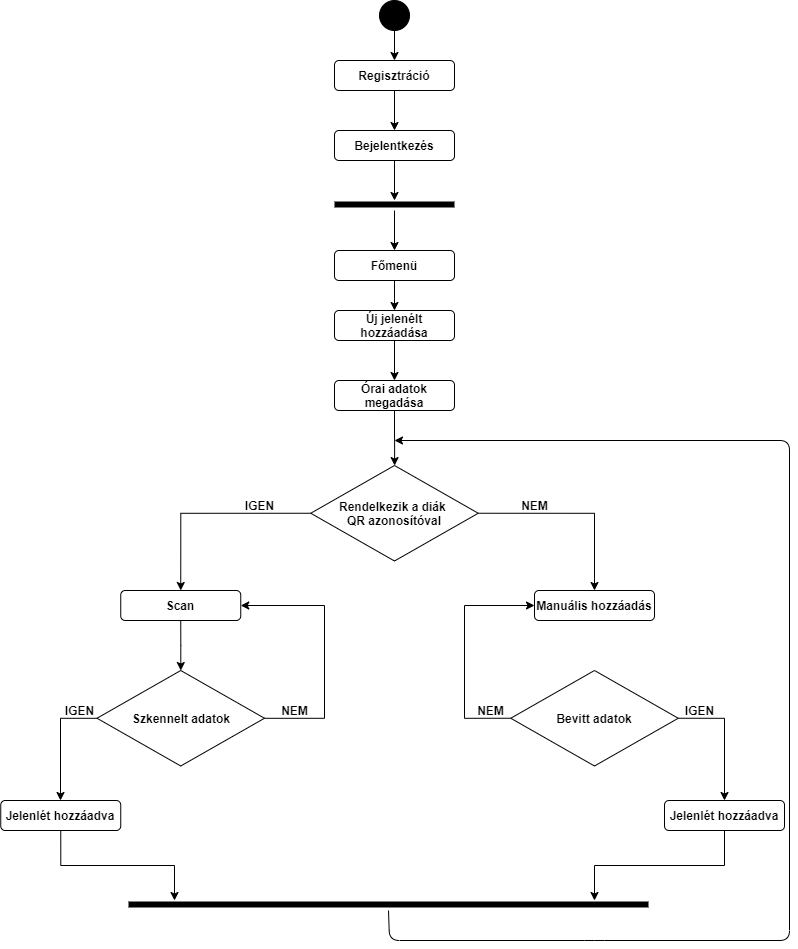 Regisztráció
Bejelentkezés
Főmenü
Új jelenélt
hozzáadása
Órai adatok
megadása
Rendelkezik a diák
QR azonosítóval
IGEN
NEM
Scan
Manuális hozzáadás
IGEN
Szkennelt adatok
NEM
NEM
Bevitt adatok
IGEN
Jelenlét hozzáadva
Jelenlét hozzáadva